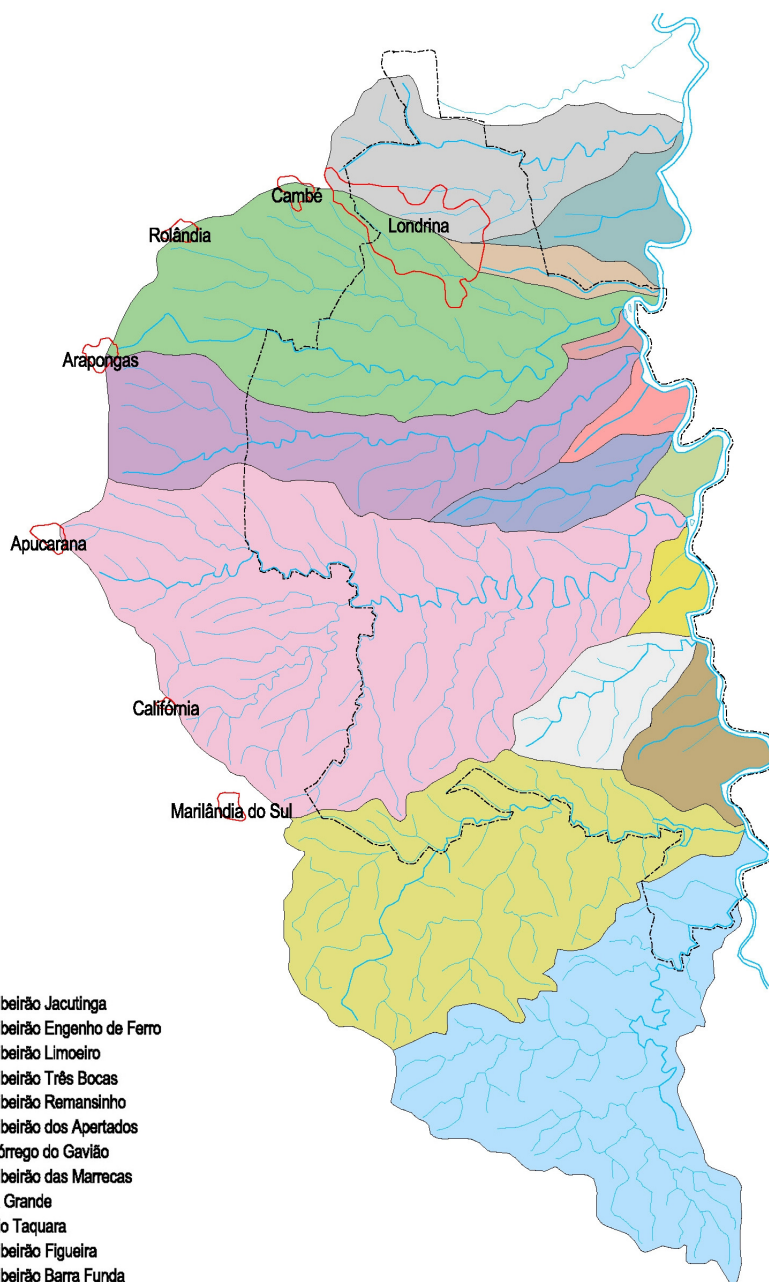 Cambé
Londrina
Rolândia
Arapongas
Apucarana
Califórnia
Marilândia do Sul
beirão Jacutinga
beirão Engenho de Ferro
beirão Limoeiro
beirão Três Bocas
beirão Remansinho
beirão dos Apertados
órrego do Gavião
beirão das Marrecas
Grande
o Taquara
beirão Figueira
beirão Barra Funda